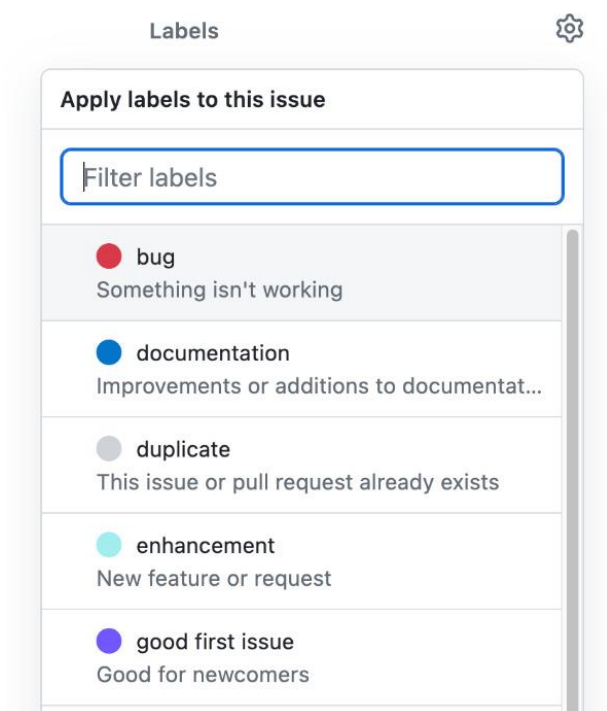 Labels
Apply labels to this issue
Filter labels
bug
Something isn't working
documentation
Improvements or additions to documentat...
duplicate
This issue or pull request already exists
enhancement
New feature or request
good first issue
Good for newcomers